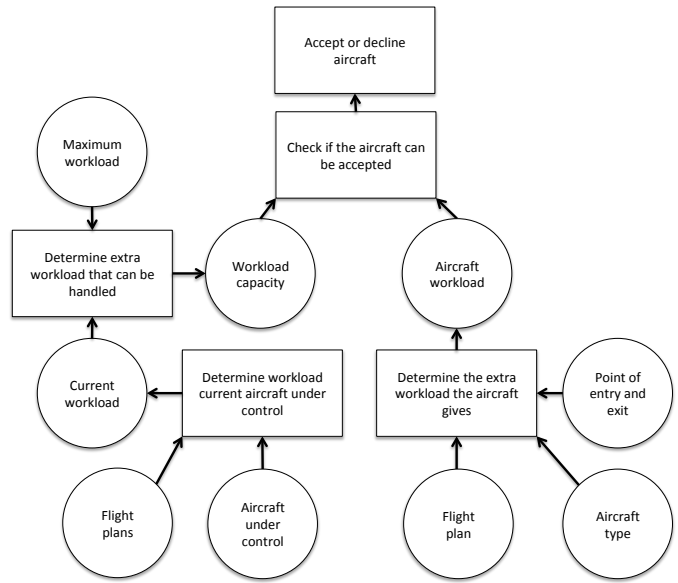 Accept or decline
aircraft
Maximum
workload
Check if the aircraft can
be accepted
Determine extra
workload that can be
handled
Workload
capacity
Aircraft
workload
Current
workload
Determine workload
current aircraft under
control
Determine the extra
workload the aircraft
gives
Point of
entry and
exit
Flight
plans
Aircraft
under
control
Flight
plan
Aircraft
type